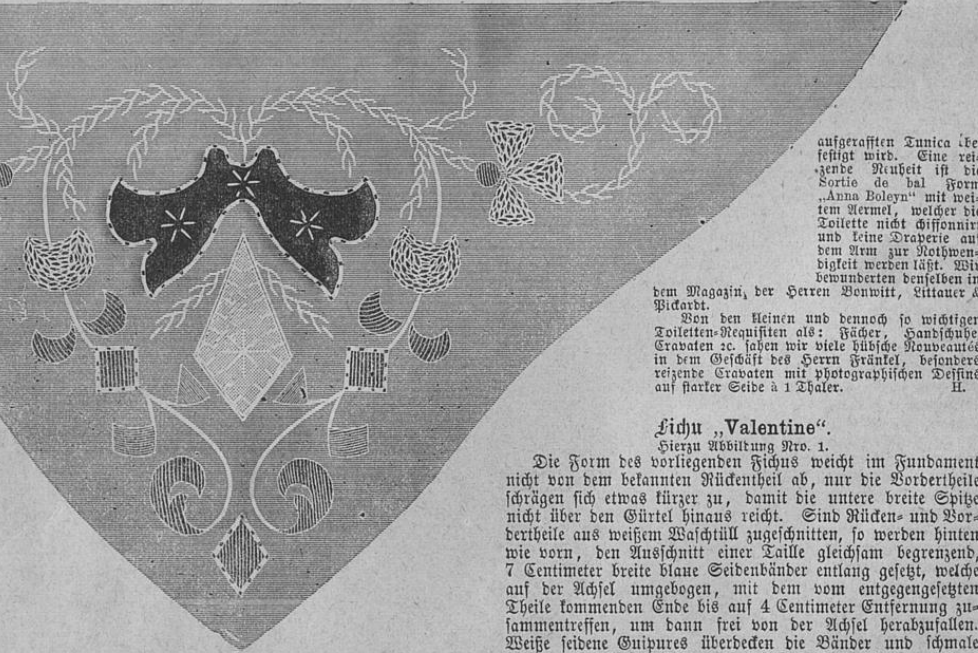 aufgerafften Tunica be
festigt wird. Eine rei
zende Neuheit ist die
Sortie de bal Form
„Anna Boleyn“ mit wei-
tem Aermel, welcher die
Toilette nicht chiffonnirt
und keine Draperie auf
dem Arm zur Nothwen-
digkeit werden läßt. Wir
bewunderten denselben in
dem Magazin, der Herren Bonwitt, Littauer &
Pickardt.
Von den kleinen und dennoch so wichtigen
Toiletten-Requisiten als: Fächer, Handschuhe,
Cravaten ꝛc. sahen wir viele hübsche Nouveautés
in dem Geschäft des Herrn Fränkel, besonders
reizende Cravaten mit photographischen Dessins
auf starker Seide à 1 Thaler. H.
Fichu „Valentine“.
Hierzu Abbildung Nro. 1.
Die Form des vorliegenden Fichus weicht im Fundament
nicht von dem bekannten Rückentheil ab, nur die Vordertheile
schrägen sich etwas kürzer zu, damit die untere breite Spitze
nicht über den Gürtel hinaus reicht. Sind Rücken- und Vor-
dertheile aus weißem Waschtüll zugeschnitten, so werden hinten
wie vorn, den Ausschnitt einer Taille gleichsam begrenzend,
7 Centimeter breite blaue Seidenbänder entlang gesetzt, welche
auf der Achsel umgebogen, mit dem vom entgegengesetzten
Theile kommenden Ende bis auf 4 Centimeter Entfernung zu-
sammentreffen, um dann frei von der Achsel herabzufallen.
Weiße seidene Guipures überdecken die Bänder und schmale